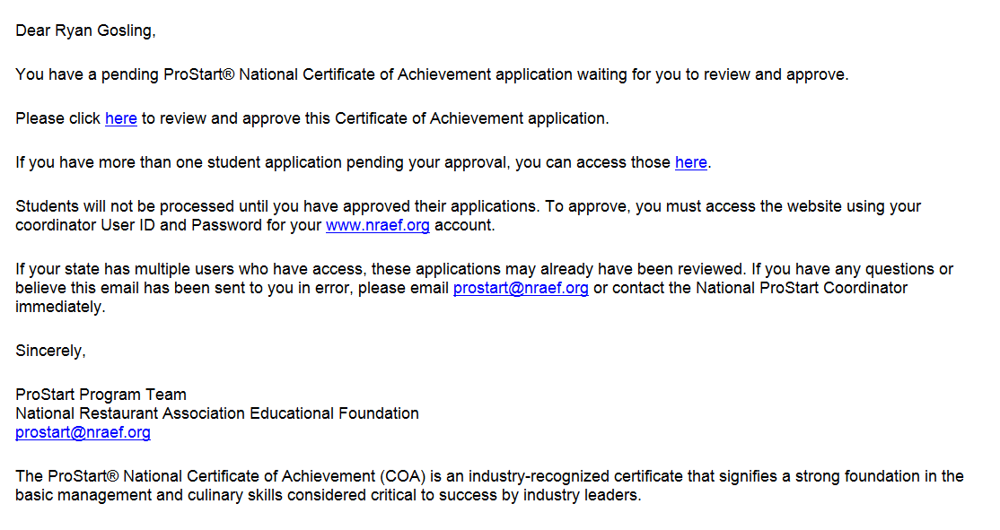 Dear Ryan Gosling,
You have a pending ProStart® National Certificate of Achievement application waiting for you to review and approve.
Please click here to review and approve this Certificate of Achievement application.
If you have more than one student application pending your approval, you can access those here.
Students will not be processed until you have approved their applications. To approve, you must access the website using your
coordinator User ID and Password for your www.nraef.org account.
If your state has multiple users who have access, these applications may already have been reviewed. If you have any questions or
believe this email has been sent to you in error, please email prostart@nraef.org or contact the National ProStart Coordinator
immediately.
Sincerely,
ProStart Program Team
National Restaurant Association Educational Foundation
prostart@nraef.org
The ProStart® National Certificate of Achievement (COA) is an industry-recognized certificate that signifies a strong foundation in the
basic management and culinary skills considered critical to success by industry leaders.